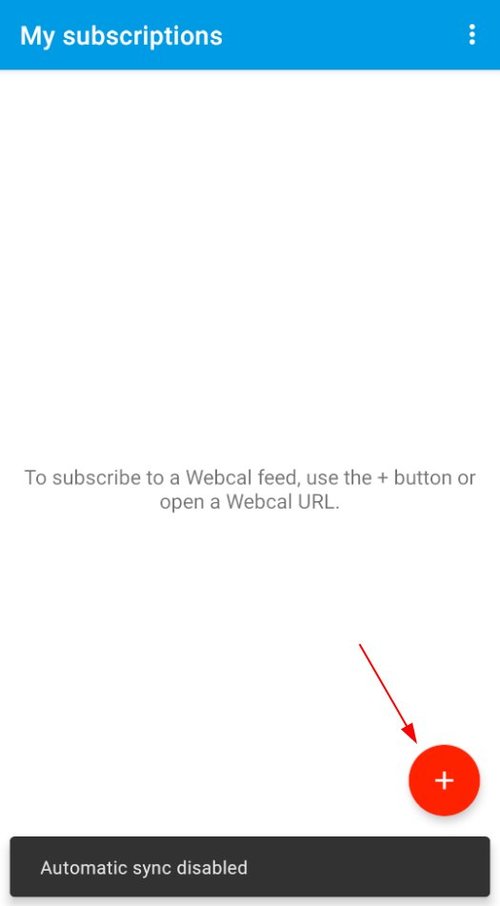 My subscriptions
To subscribe to a Webcal feed, use the + button or
open a Webcal URL.
+
Automatic sync disabled